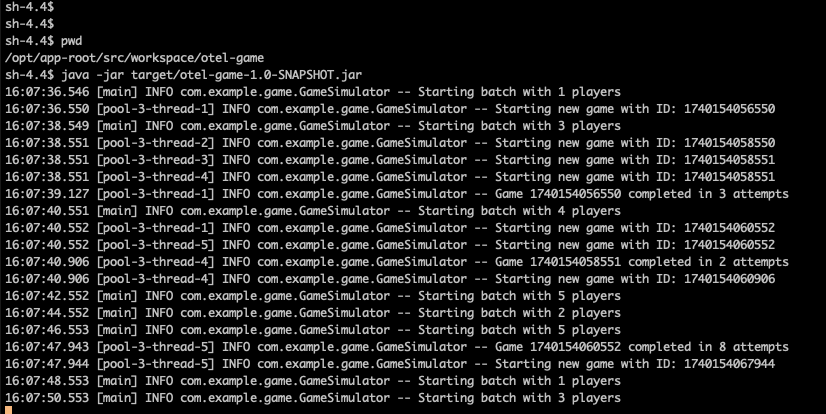 sh-4.4$
sh-4.4$
sh-4.4$ pwd
/opt/app-root/src/workspace/otel-game
sh-4.4$ java -jar target/otel-game-1.0-SNAPSHOT.jar
16:07:36.546 [main] INFO com.example.game.GameSimulator -- Starting batch with 1 players
16:07:36.550 [pool-3-thread-1] INFO com.example.game.GameSimulator -- Starting new game with ID: 1740154056550
16:07:38.549 [main] INFO com.example.game.GameSimulator -- Starting batch with 3 players
16:07:38.551 [pool-3-thread-2] INFO com.example.game.GameSimulator -- Starting new game with ID: 1740154058550
16:07:38.551 [pool-3-thread-3] INFO com.example.game.GameSimulator -- Starting new game with ID: 1740154058551
16:07:38.551 [pool-3-thread-4] INFO com.example.game.GameSimulator -- Starting new game with ID: 1740154058551
16:07:39.127 [pool-3-thread-1] INFO com.example.game.GameSimulator -- Game 1740154056550 completed in 3 attempts
16:07:40.551 [main] INFO com.example.game.GameSimulator -- Starting batch with 4 players
16:07:40.552 [pool-3-thread-1] INFO com.example.game.GameSimulator -- Starting new game with ID: 1740154060552
16:07:40.552 [pool-3-thread-5] INFO com.example.game.GameSimulator -- Starting new game with ID: 1740154060552
16:07:40.906 [pool-3-thread-4] INFO com.example.game.GameSimulator -- Game 1740154058551 completed in 2 attempts
16:07:40.906 [pool-3-thread-4] INFO com.example.game.GameSimulator -- Starting new game with ID: 1740154060906
16:07:42.552 [main] INFO com.example.game.GameSimulator -- Starting batch with 5 players
16:07:44.552 [main] INFO com.example.game.GameSimulator -- Starting batch with 2 players
16:07:46.553 [main] INFO com.example.game.GameSimulator -- Starting batch with 5 players
16:07:47.943 [pool-3-thread-5] INFO com.example.game.GameSimulator -- Game 1740154060552 completed in 8 attempts
16:07:47.944 [pool-3-thread-5] INFO com.example.game.GameSimulator -- Starting new game with ID: 1740154067944
16:07:48.553 [main] INFO com.example.game.GameSimulator -- Starting batch with 1 players
16:07:50.553 [main] INFO com.example.game.GameSimulator -- Starting batch with 3 players